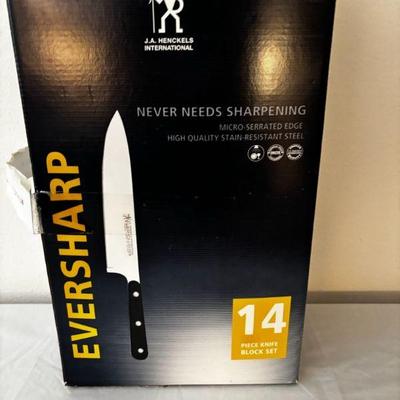 J.A. HENCKELS
INTERNATIONAL
NEVER NEEDS SHARPENING
MICRO-SERRATED EDGE
HIGH QUALITY STAIN-RESISTANT STEEL
EVERSHARP
14
PIECE KNIFE
BLOCK SET